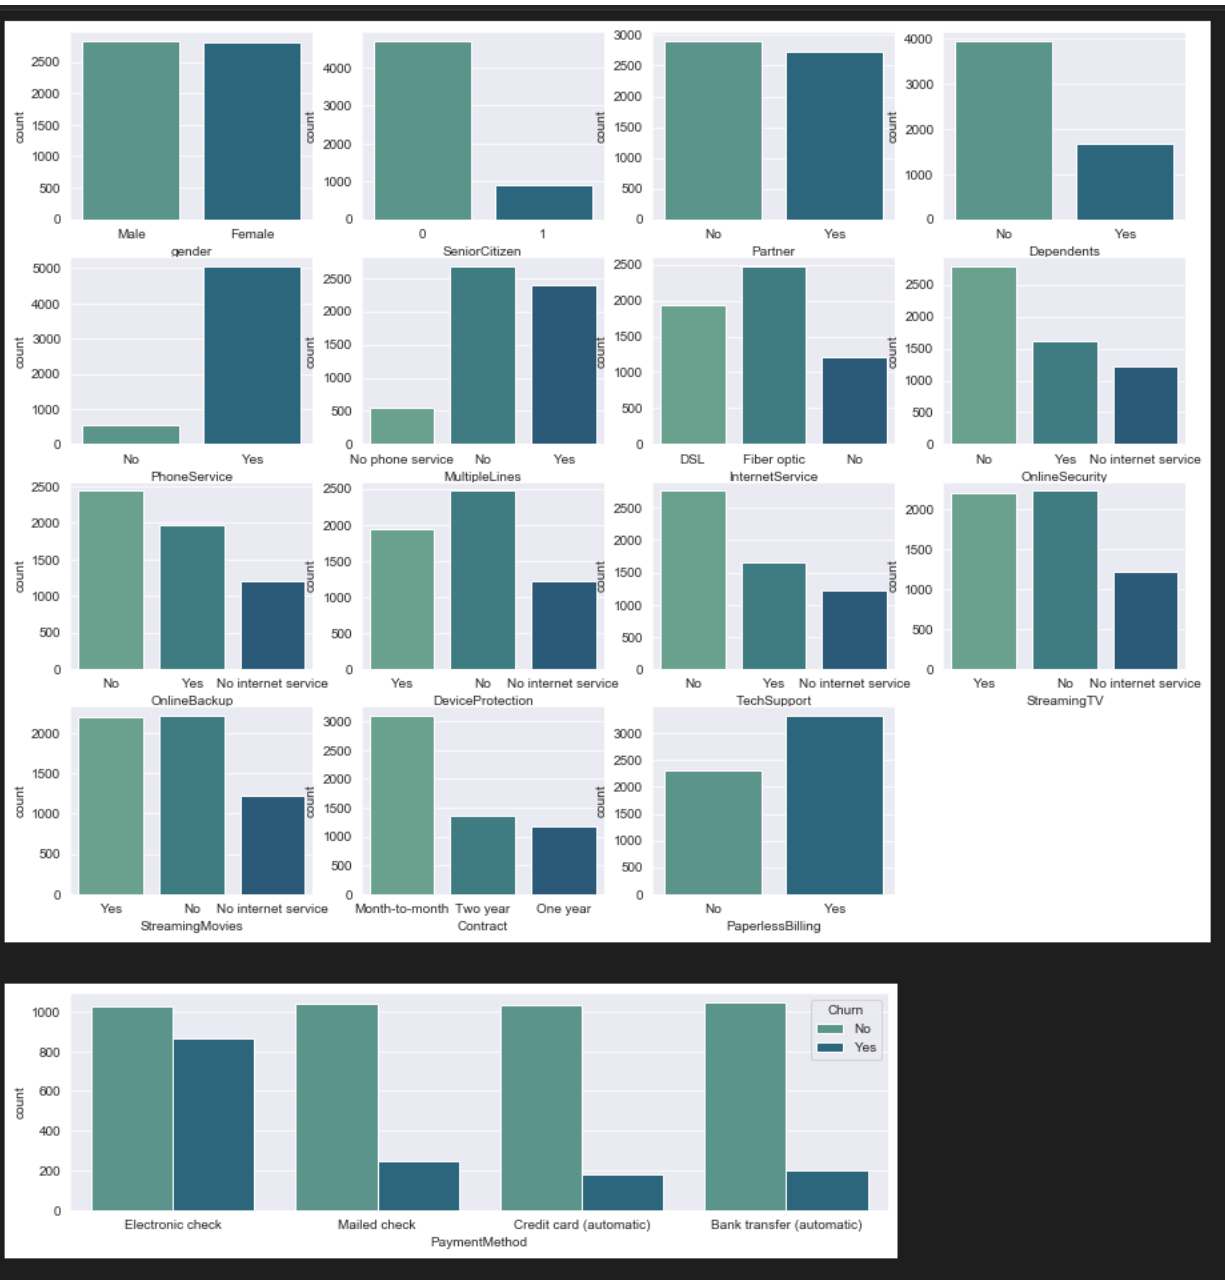 2500
2000
1500
1000
500
0
count
Male Female
gender
4000
3000
2000
1000
0
count
0 1
SeniorCitizen
3000
2500
2000
1500
1000
500
0
count
No Yes
Partner
4000
3000
2000
1000
0
count
No Yes
Dependents
5000
4000
3000
2000
1000
0
count
No Yes
PhoneService
2500
2000
1500
1000
500
0
count
No phone service No Yes
MultipleLines
2500
2000
1500
1000
500
0
count
DSL Fiber optic No
InternetService
2500
2000
1500
1000
500
0
count
No Yes No internet service
OnlineSecurity
2500
2000
1500
1000
500
0
count
No Yes No internet service
OnlineBackup
2500
2000
1500
1000
500
0
count
Yes No No internet service
DeviceProtection
2500
2000
1500
1000
500
0
count
No Yes No internet service
TechSupport
2000
1500
1000
500
0
count
Yes No No internet service
StreamingTV
2000
1500
1000
500
0
count
Yes No No internet service
StreamingMovies
3000
2500
2000
1500
1000
500
0
count
Month-to-month Two year One year
Contract
3000
2500
2000
1500
1000
500
0
count
No Yes
PaperlessBilling
1000
800
600
400
200
0
count
Churn
No
Yes
Electronic check Mailed check Credit card (automatic) Bank transfer (automatic)
PaymentMethod